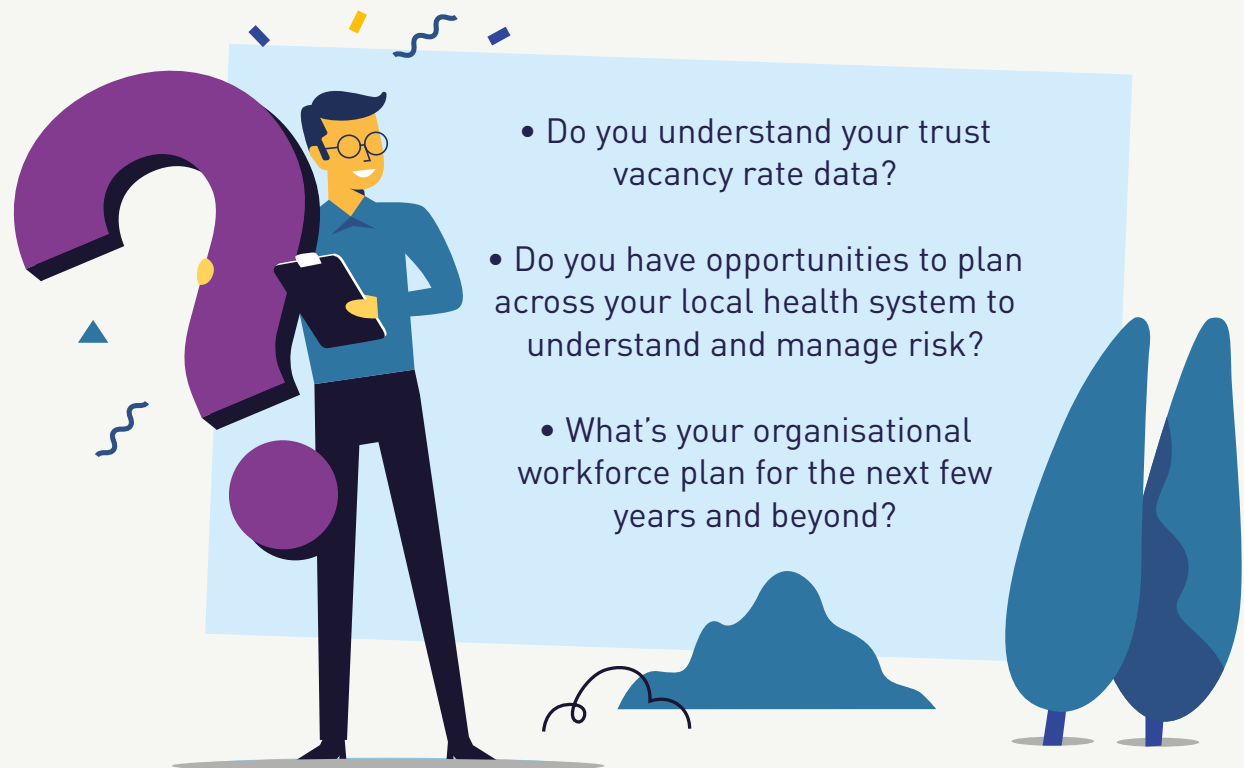 • Do you understand your trust
vacancy rate data?
• Do you have opportunities to plan
across your local health system to
understand and manage risk?
• What’s your organisational
workforce plan for the next few
years and beyond?